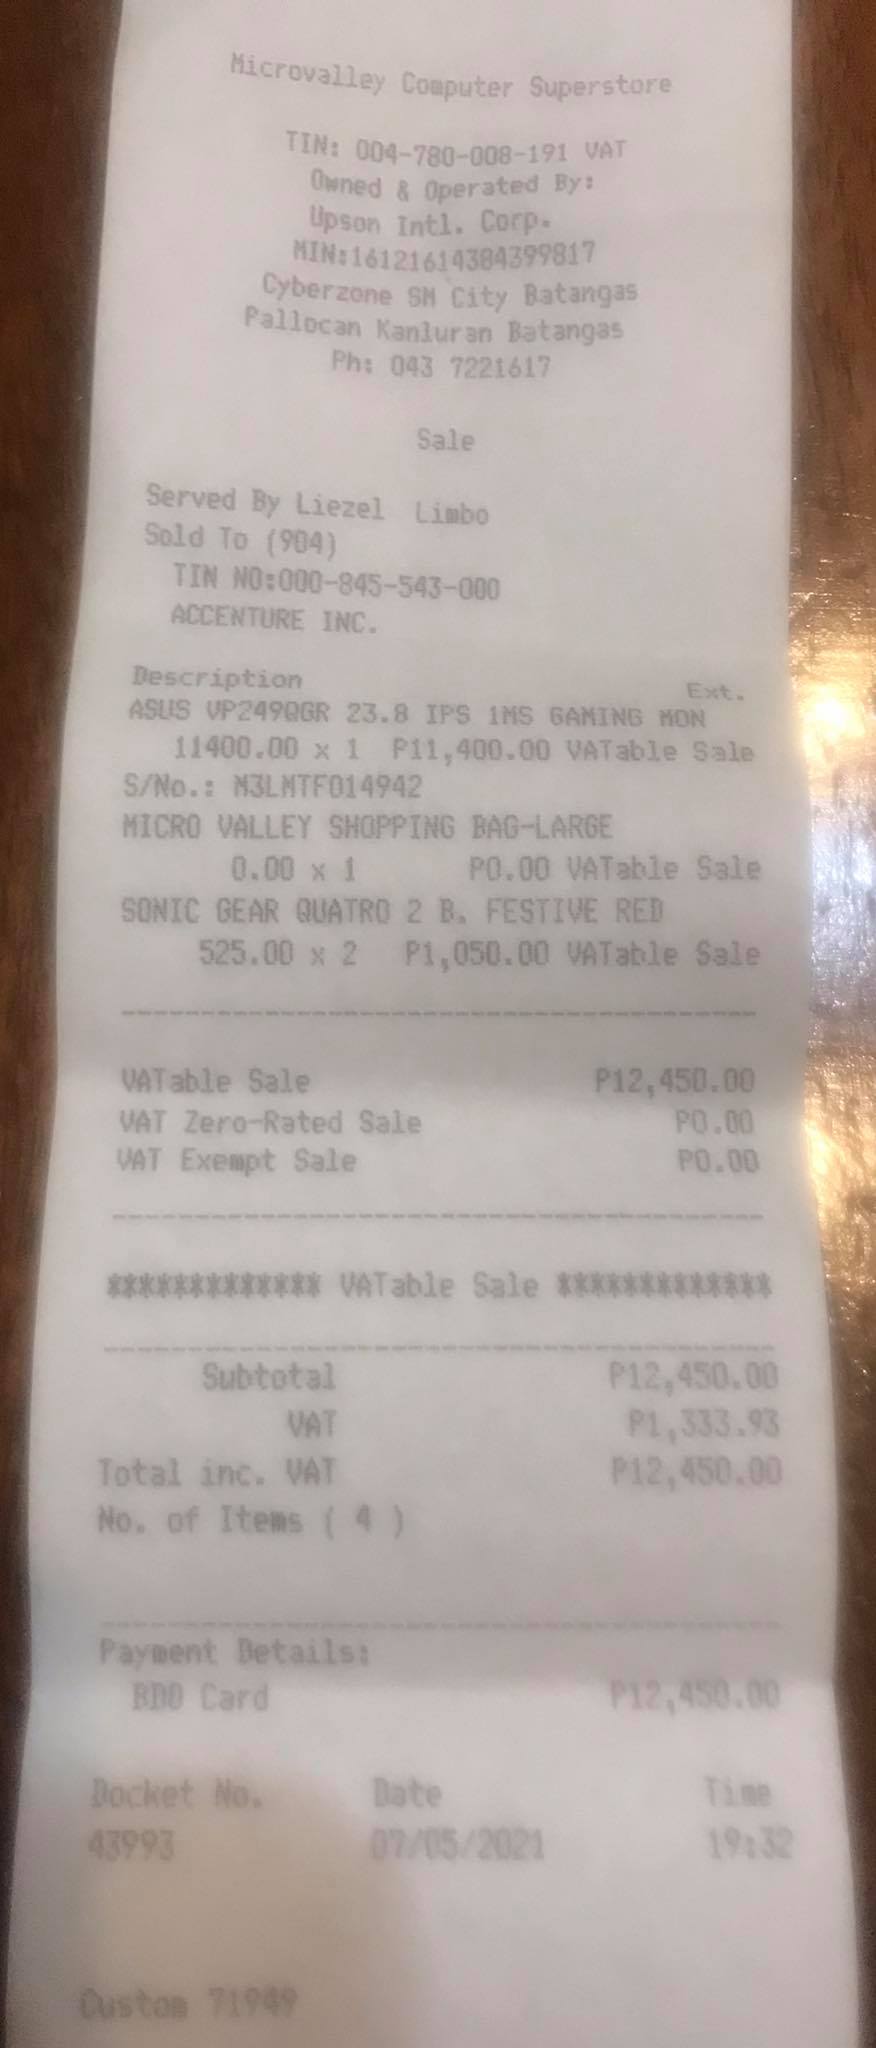 Microvalley Computer Superstore
TIN: 004-780-008-191 VAT
Owned & Operated By:
Upson Intl. Corp.
MIN:16121614384399817
Cyberzone SM City Batangas
Pallocan Kanluran Batangas
Ph: 043 7221617
Sale
Served By Liezel Limbo
Sold To (904)
TIN NO:000-845-543-000
ACCENTURE INC.
Description Ext.
ASUS VP249QGR 23.8 IPS 1MS GAMING MON
11400.00 x 1 P11,400.00 VATable Sale
S/No.: M3LMTF014942
MICRO VALLEY SHOPPING BAG-LARGE
0.00 x 1 P0.00 VATable Sale
SONIC GEAR QUATRO 2 B. FESTIVE RED
525.00 x 2 P1,050.00 VATable Sale
----------------------------------------
VATable Sale P12,450.00
VAT Zero-Rated Sale P0.00
VAT Exempt Sale P0.00
----------------------------------------
************* VATable Sale *************
----------------------------------------
Subtotal P12,450.00
VAT P1,333.93
Total inc. VAT P12,450.00
No. of Items ( 4 )
----------------------------------------
Payment Details:
BDO Card P12,450.00
Docket No. Date Time
43993 07/05/2021 19:32
Custom 71949